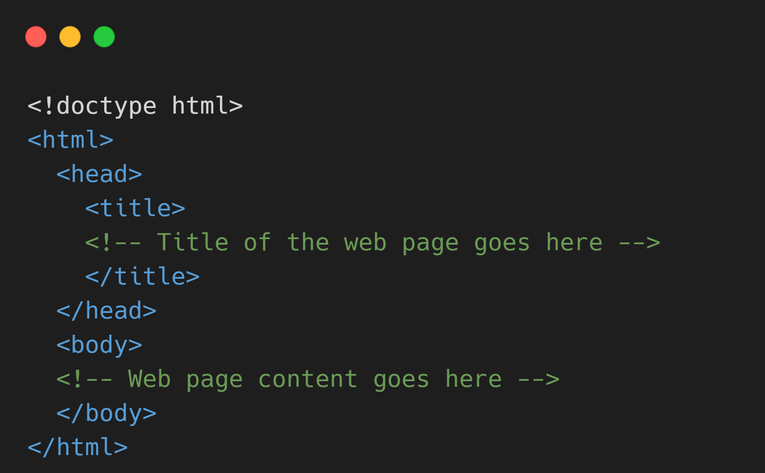 <!doctype html>
<html>
  <head>
    <title>
    <!-- Title of the web page goes here -->
    </title>
  </head>
  <body>
  <!-- Web page content goes here -->
  </body>
</html>